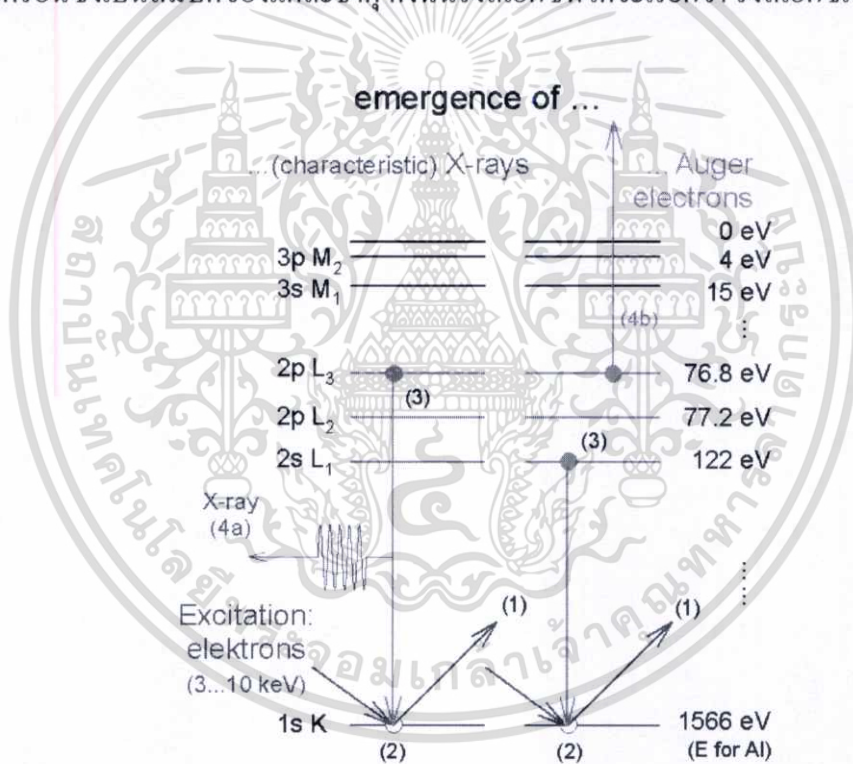 emergence of ...
...(characteristic) X-rays
... Auger
electrons
0 eV
3p M₂
4 eV
3s M₁
15 eV
(4b)
⋮
2p L₃
76.8 eV
(3)
2p L₂
77.2 eV
(3)
2s L₁
122 eV
X-ray
(4a)
Excitation:
elektrons
(3...10 keV)
(1)
(1)
1s K
1566 eV
(2)
(2)
(E for Al)